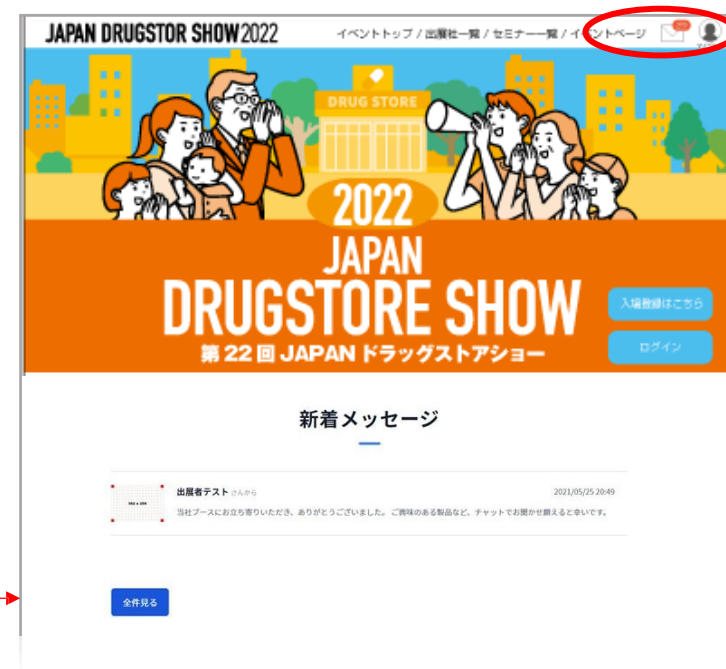 JAPAN DRUGSTOR SHOW2022
イベントトップ / 出展社一覧 / セミナー一覧 / イベントページ
DRUG STORE
2022
JAPAN
DRUGSTORE SHOW
第22回 JAPAN ドラッグストアショー
入場登録はこちら
ログイン
新着メッセージ
出展者テスト さんから
2021/05/25 20:49
当社ブースにお立ち寄りいただき、ありがとうございました。ご興味のある製品など、チャットでお聞かせ願えると幸いです。
全件見る